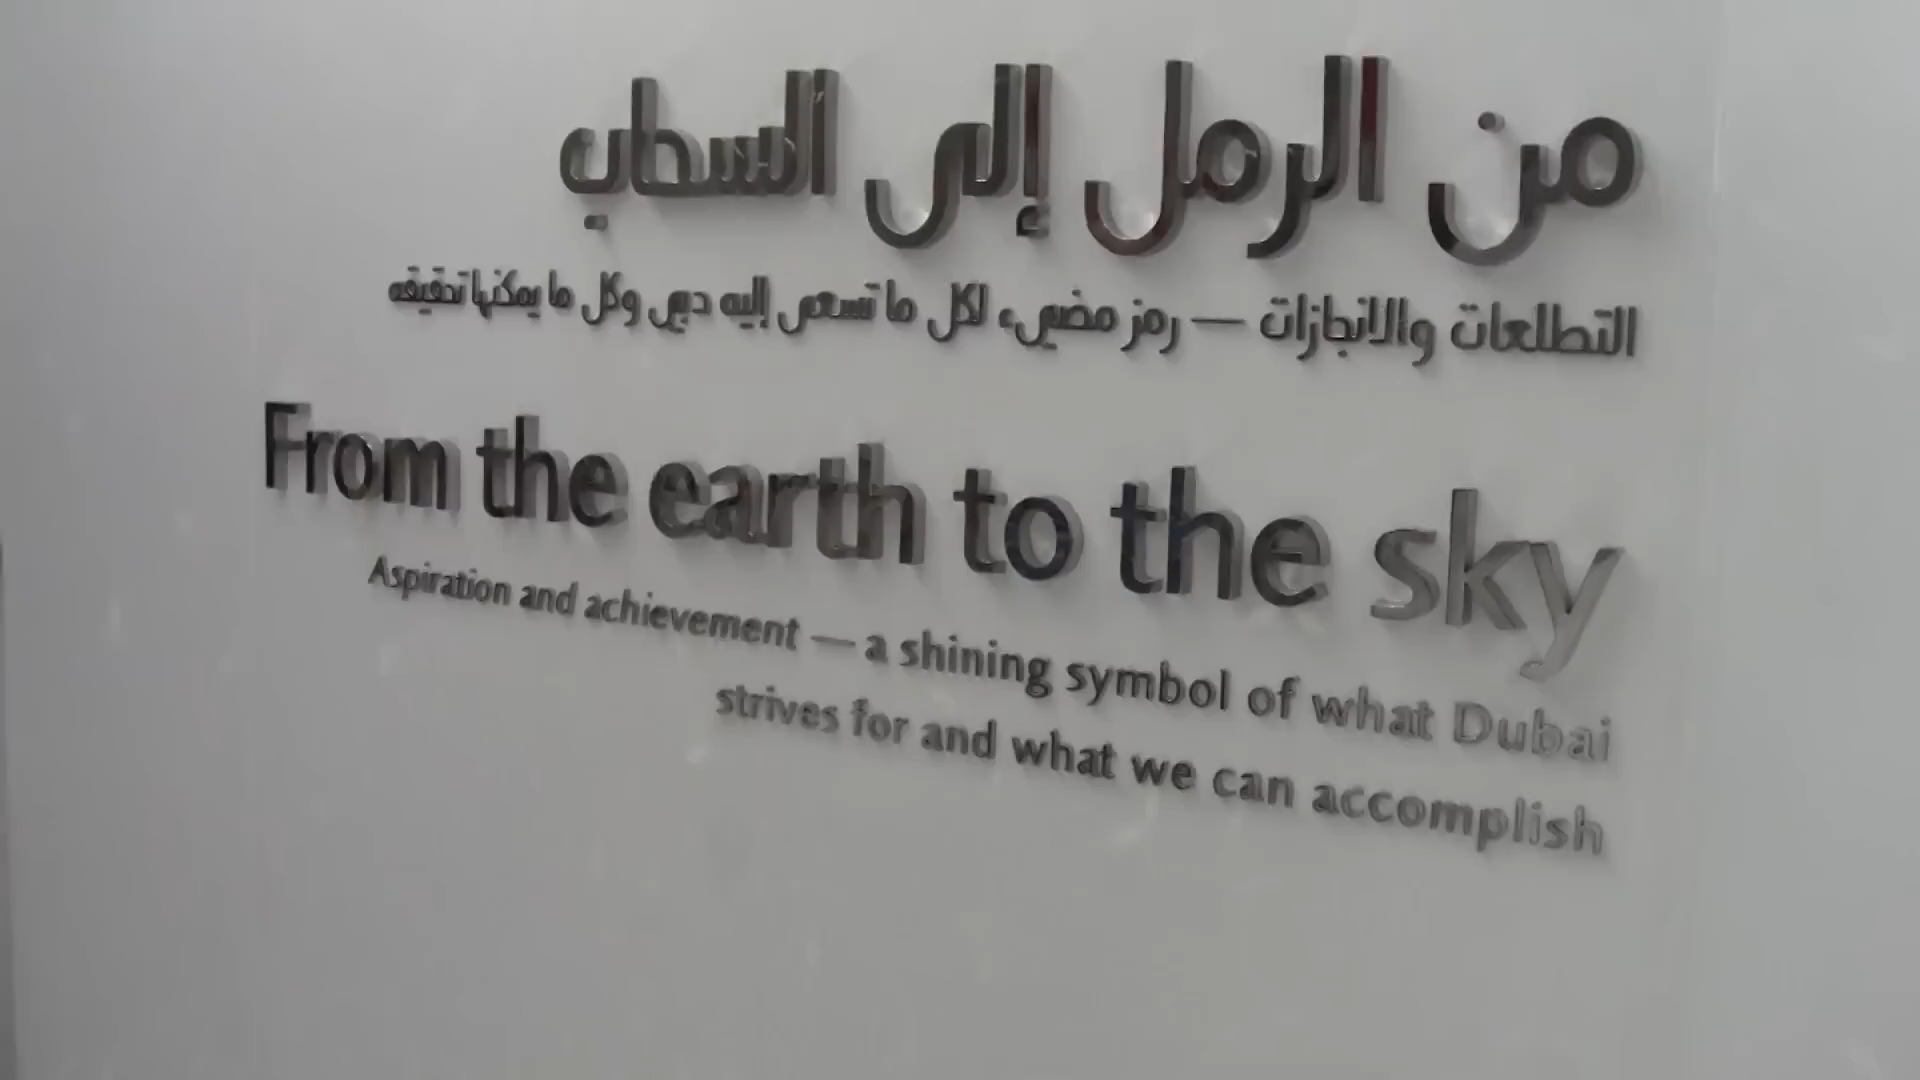 من الرمل إلى السحاب
التطلعات والانجازات — رمز مضيء لكل ما تسعى إليه دبي وكل ما يمكنها تحقيقه
From the earth to the sky
Aspiration and achievement — a shining symbol of what Dubai
strives for and what we can accomplish